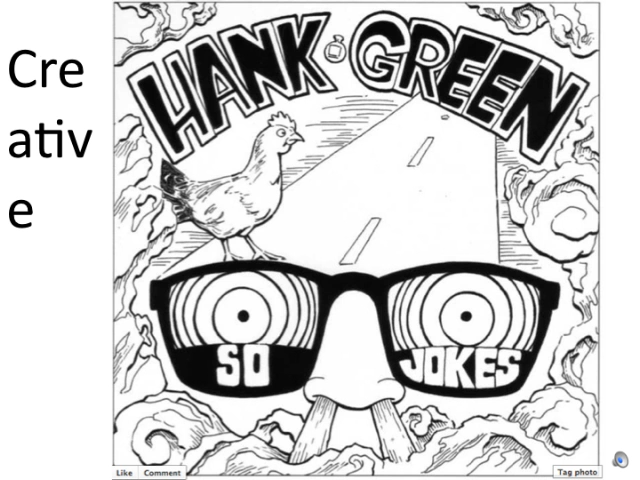 Cre
ativ
e
HANK GREEN
SO JOKES
Like Comment Tag photo